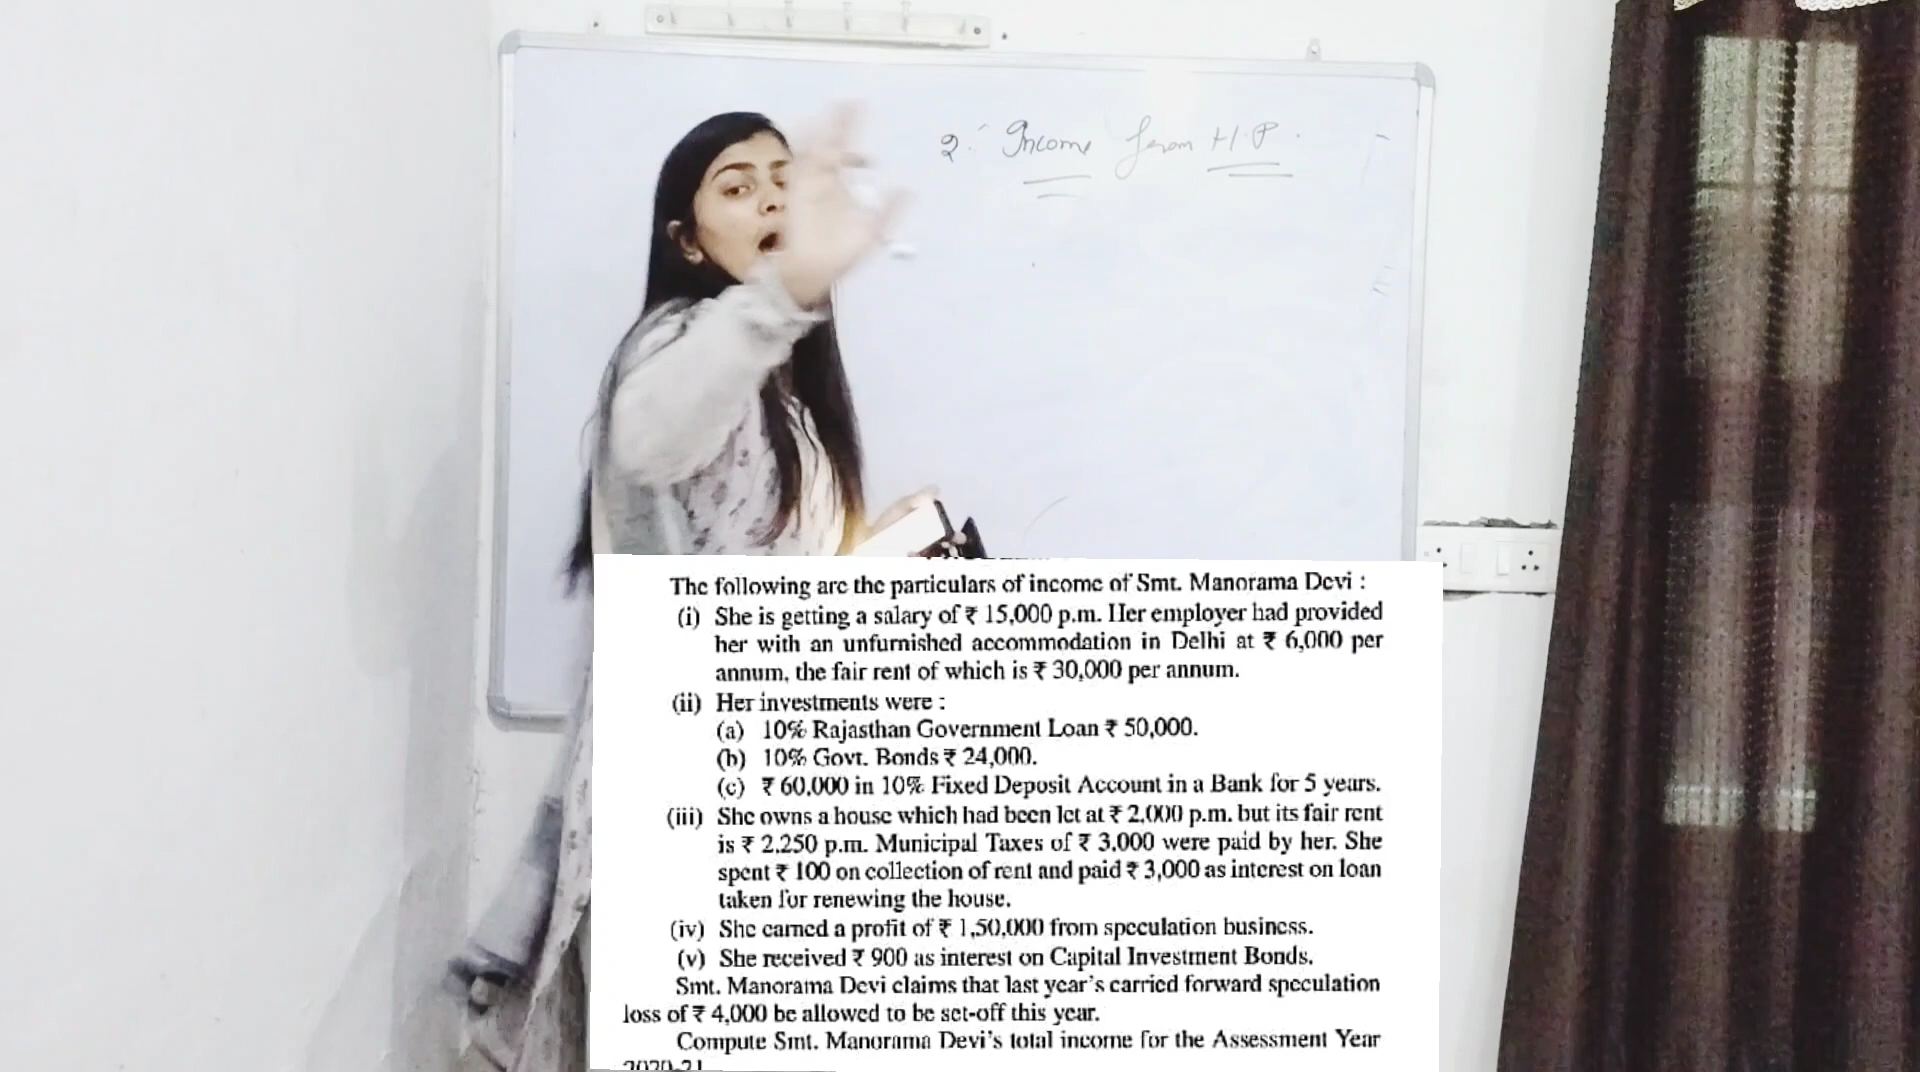 2. Income from H.P.
The following are the particulars of income of Smt. Manorama Devi :
(i) She is getting a salary of ₹ 15,000 p.m. Her employer had provided
her with an unfurnished accommodation in Delhi at ₹ 6,000 per
annum, the fair rent of which is ₹ 30,000 per annum.
(ii) Her investments were :
(a) 10% Rajasthan Government Loan ₹ 50,000.
(b) 10% Govt. Bonds ₹ 24,000.
(c) ₹ 60,000 in 10% Fixed Deposit Account in a Bank for 5 years.
(iii) She owns a house which had been let at ₹ 2,000 p.m. but its fair rent
is ₹ 2,250 p.m. Municipal Taxes of ₹ 3,000 were paid by her. She
spent ₹ 100 on collection of rent and paid ₹ 3,000 as interest on loan
taken for renewing the house.
(iv) She earned a profit of ₹ 1,50,000 from speculation business.
(v) She received ₹ 900 as interest on Capital Investment Bonds.
Smt. Manorama Devi claims that last year's carried forward speculation
loss of ₹ 4,000 be allowed to be set-off this year.
Compute Smt. Manorama Devi's total income for the Assessment Year
2020-21